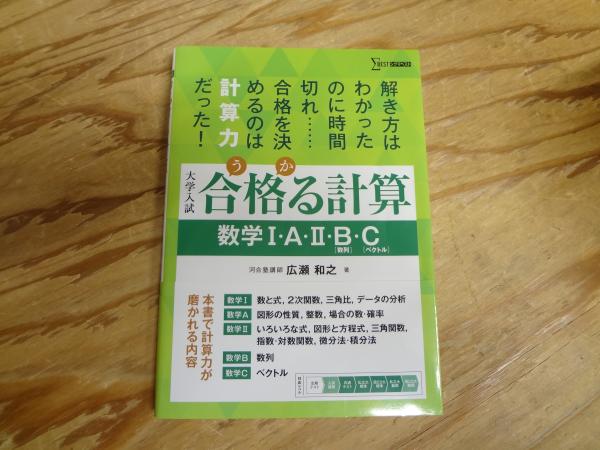 ΣBEST シグマベスト
解き方は
わかった
のに時間
切れ……
合格を決
めるのは
計算力
だった！
大学入試
うか
合格る計算
数学Ⅰ・A・Ⅱ・B・C
［数列］ ［ベクトル］
河合塾講師 広瀬 和之 著
本書で計算力が
磨かれる内容
数学Ⅰ 数と式，2次関数，三角比，データの分析
数学A 図形の性質，整数，場合の数・確率
数学Ⅱ いろいろな式，図形と方程式，三角関数，
指数・対数関数，微分法・積分法
数学B 数列
数学C ベクトル